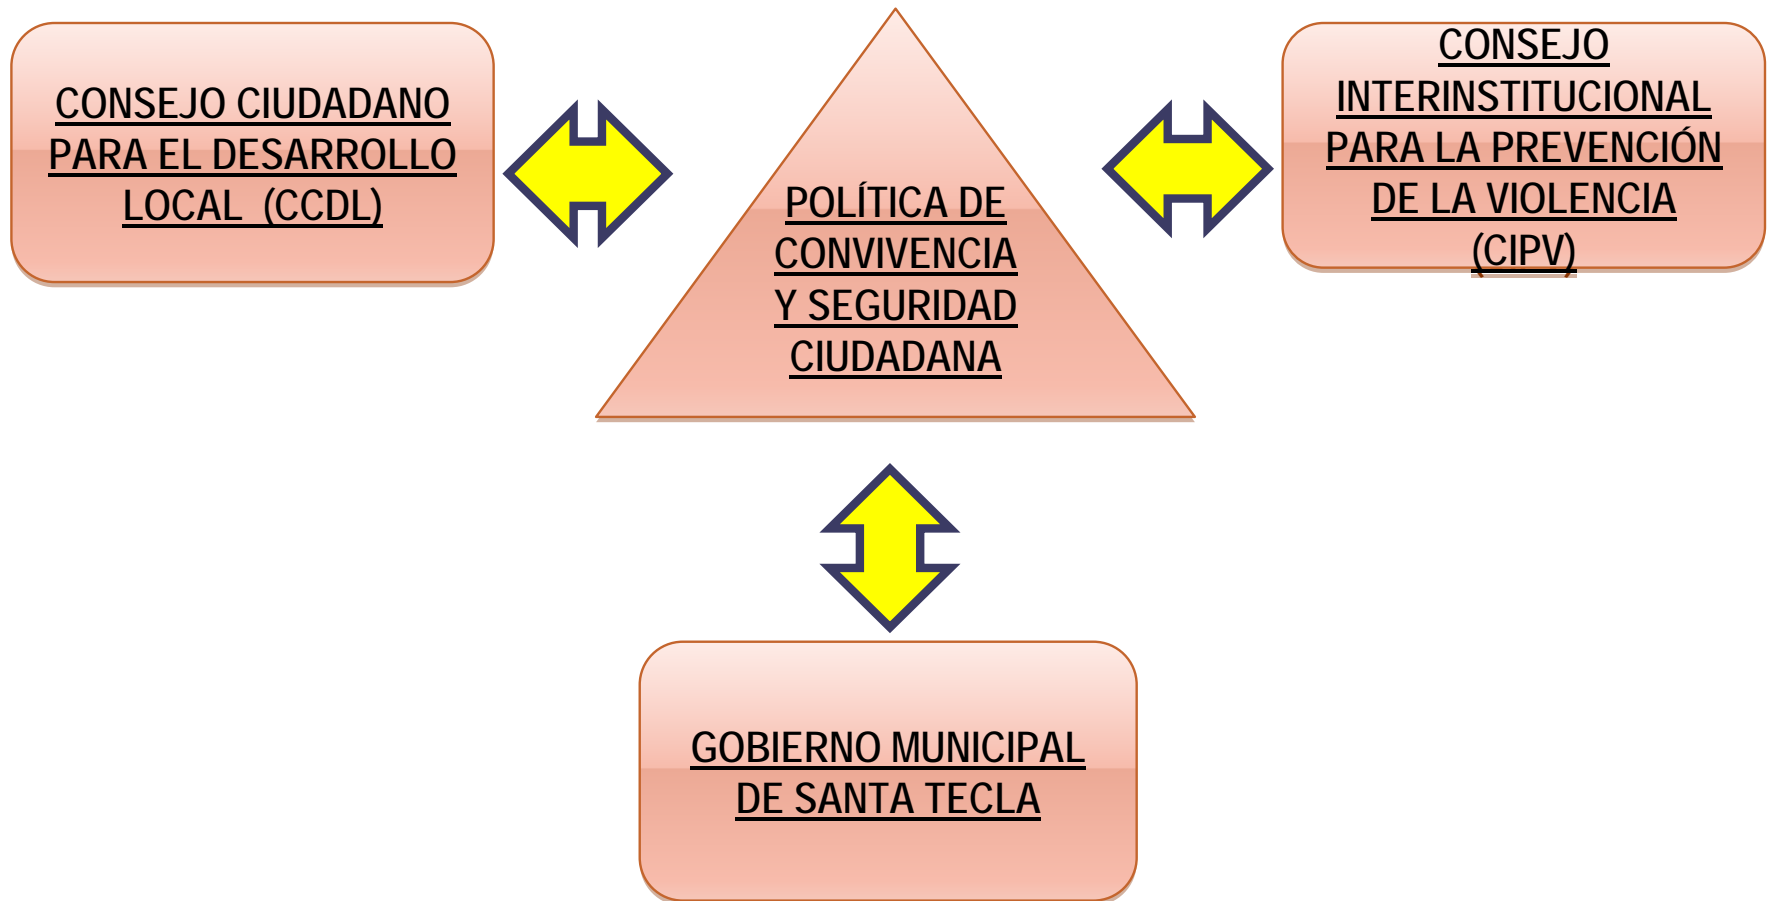 CONSEJO CIUDADANO
PARA EL DESARROLLO
LOCAL (CCDL)
POLÍTICA DE
CONVIVENCIA
Y SEGURIDAD
CIUDADANA
CONSEJO
INTERINSTITUCIONAL
PARA LA PREVENCIÓN
DE LA VIOLENCIA
(CIPV)
GOBIERNO MUNICIPAL
DE SANTA TECLA